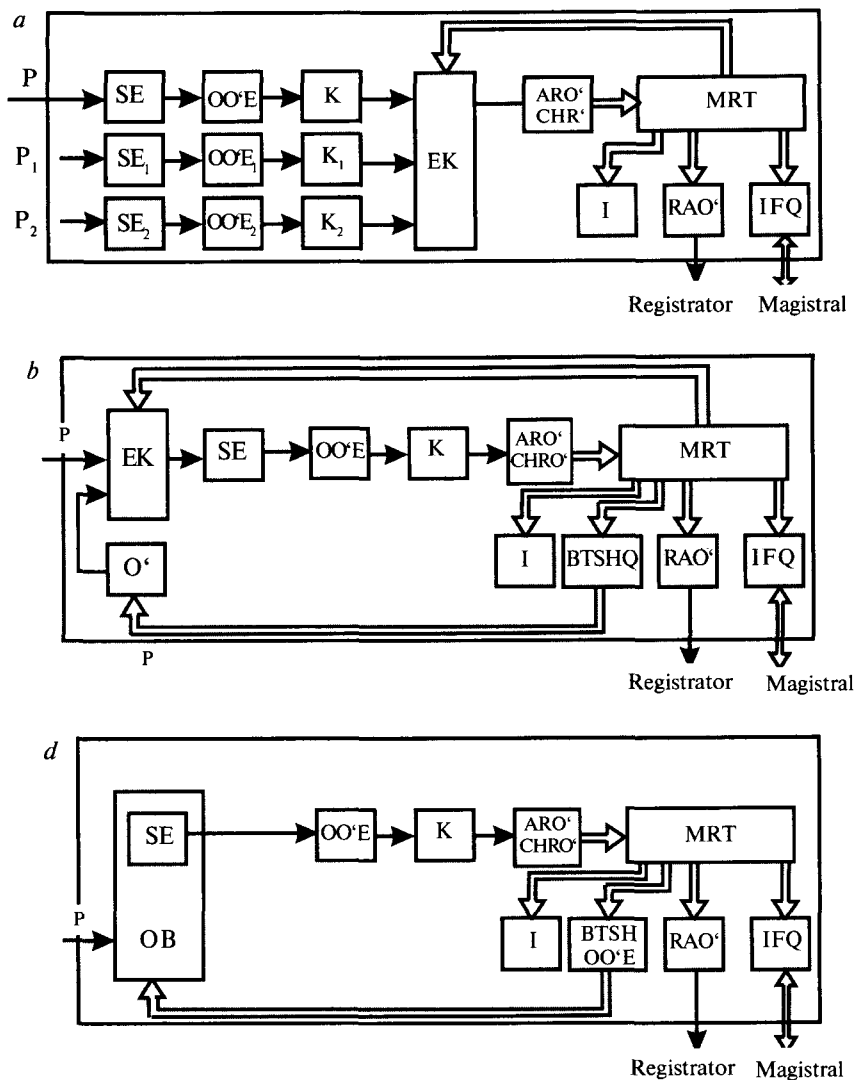 a
P SE OO‘E K EK ARO‘ MRT
CHR‘
P₁ SE₁ OO‘E₁ K₁
P₂ SE₂ OO‘E₂ K₂
I RAO‘ IFQ
Registrator Magistral
b
P EK SE OO‘E K ARO‘ MRT
CHRO‘
O‘ I BTSHQ RAO‘ IFQ
P
Registrator Magistral
d
SE OO‘E K ARO‘ MRT
CHRO‘
P OB I BTSH RAO‘ IFQ
OO‘E
Registrator Magistral